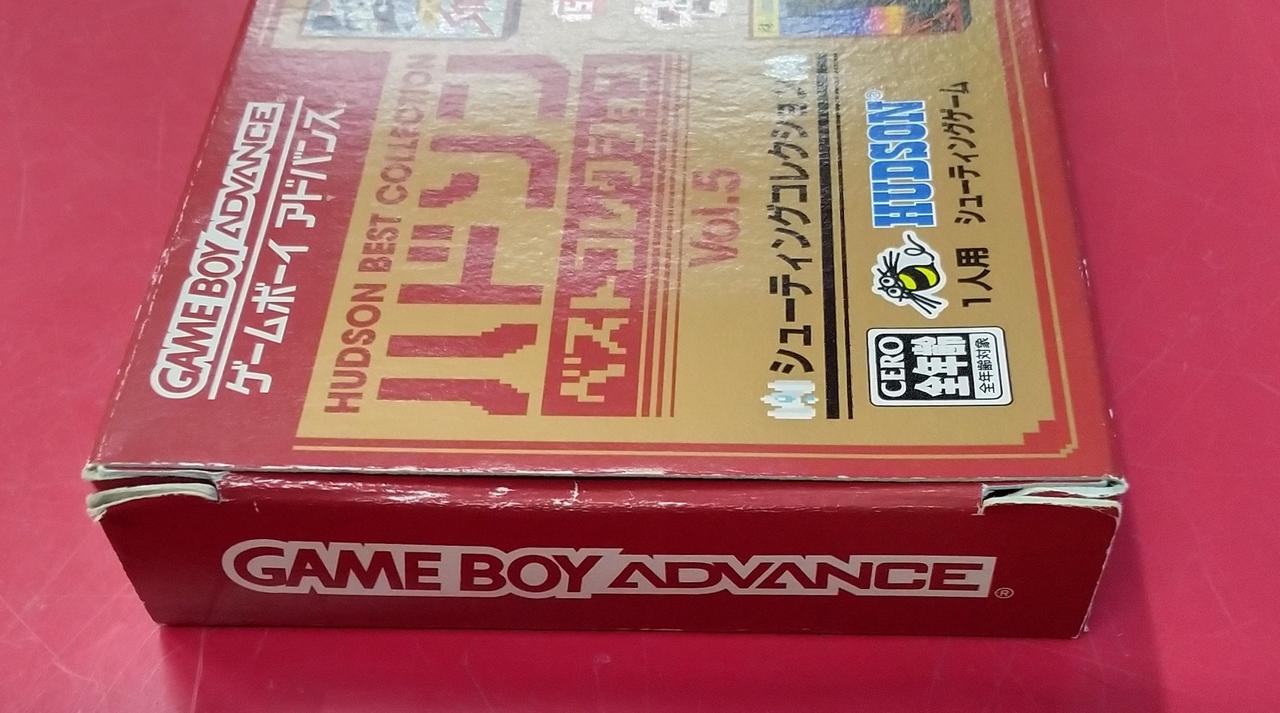 GAME BOY ADVANCE
ゲームボーイ アドバンス
HUDSON BEST COLLECTION
ハドソン
ベストコレクション
Vol.5
シューティングコレクション
HUDSON®
CERO
全年齢
全年齢対象
1人用 シューティングゲーム
GAME BOY ADVANCE®